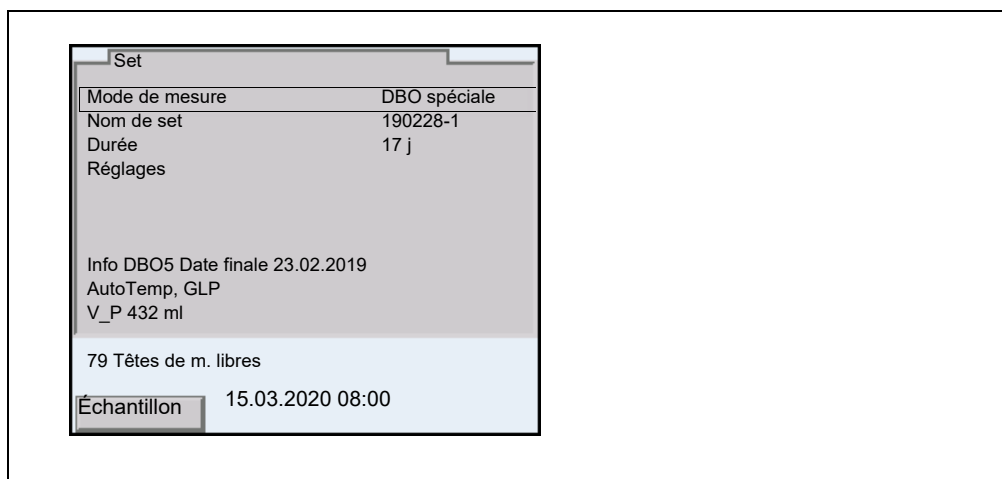 Set
Mode de mesure DBO spéciale
Nom de set 190228-1
Durée 17 j
Réglages
Info DBO5 Date finale 23.02.2019
AutoTemp, GLP
V_P 432 ml
79 Têtes de m. libres
Échantillon 15.03.2020 08:00